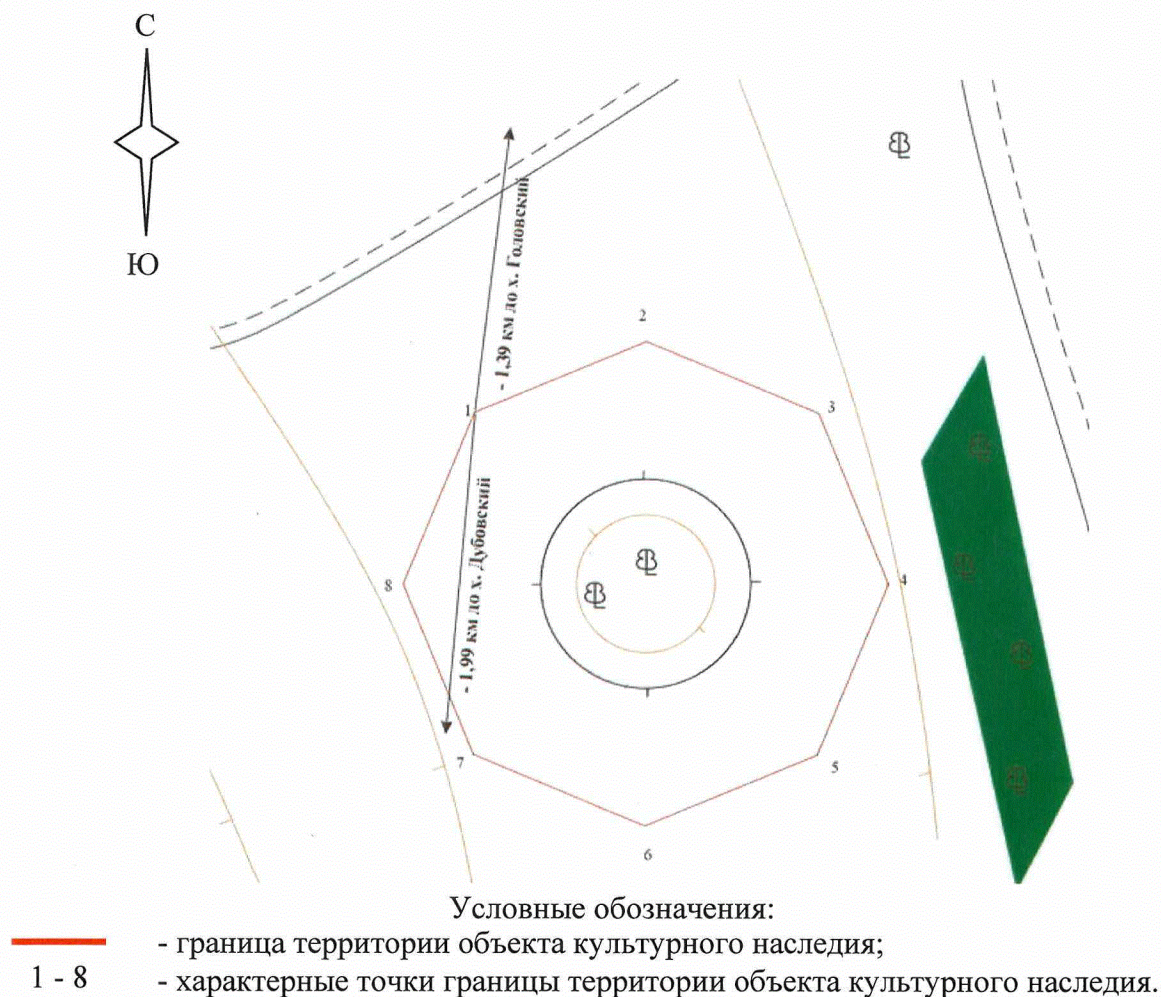 С
Ю
- 1,39 км до х. Головский
2
1
3
- 1,99 км до х. Дубовский
8
4
7
5
6
Условные обозначения:
- граница территории объекта культурного наследия;
1 - 8 - характерные точки границы территории объекта культурного наследия.